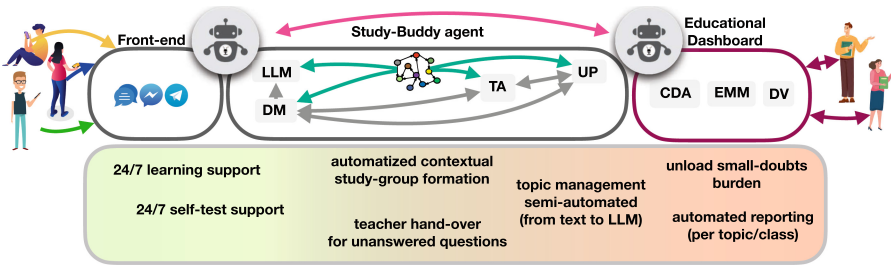 Front-end
Study-Buddy agent
Educational
Dashboard
LLM
DM
TA
UP
CDA
EMM
DV
24/7 learning support
24/7 self-test support
automatized contextual
study-group formation
teacher hand-over
for unanswered questions
topic management
semi-automated
(from text to LLM)
unload small-doubts
burden
automated reporting
(per topic/class)